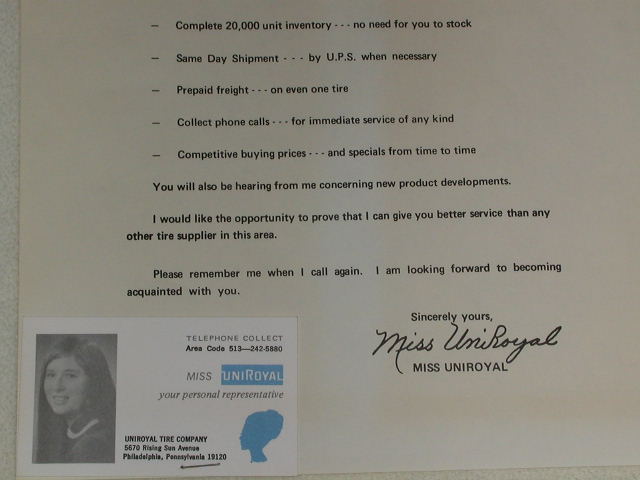 — Complete 20,000 unit inventory - - - no need for you to stock
— Same Day Shipment - - - by U.P.S. when necessary
— Prepaid freight - - - on even one tire
— Collect phone calls - - - for immediate service of any kind
— Competitive buying prices - - - and specials from time to time
You will also be hearing from me concerning new product developments.
I would like the opportunity to prove that I can give you better service than any
other tire supplier in this area.
Please remember me when I call again. I am looking forward to becoming
acquainted with you.
Sincerely yours,
Miss UniRoyal
MISS UNIROYAL
TELEPHONE COLLECT
Area Code 513—242-5880
MISS UNIROYAL
your personal representative
UNIROYAL TIRE COMPANY
5670 Rising Sun Avenue
Philadelphia, Pennsylvania 19120